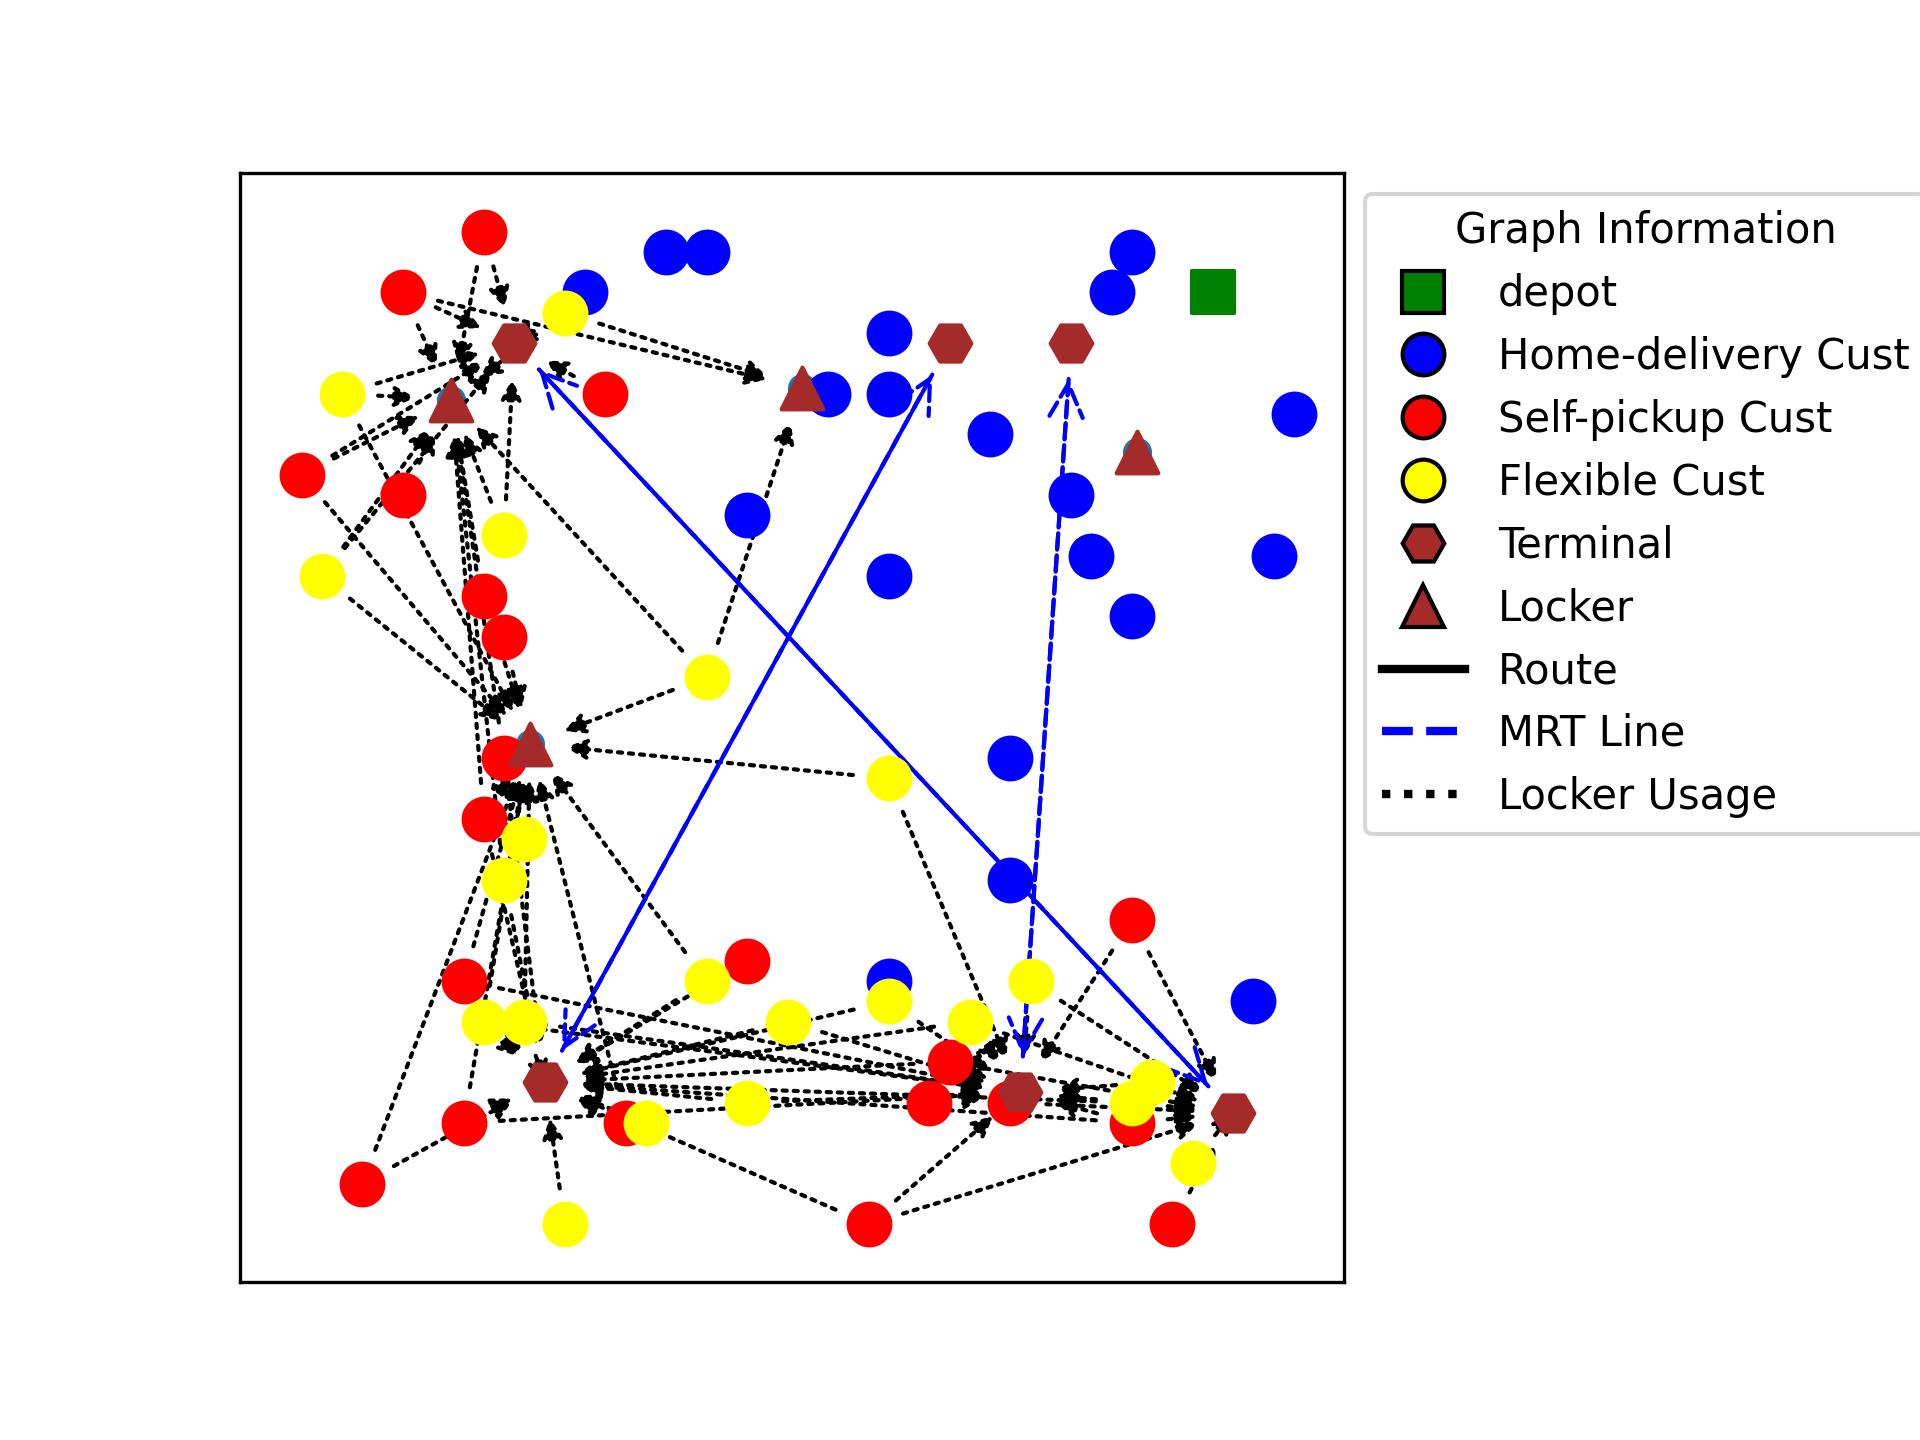 Graph Information
depot
Home-delivery Cust
Self-pickup Cust
Flexible Cust
Terminal
Locker
Route
MRT Line
Locker Usage